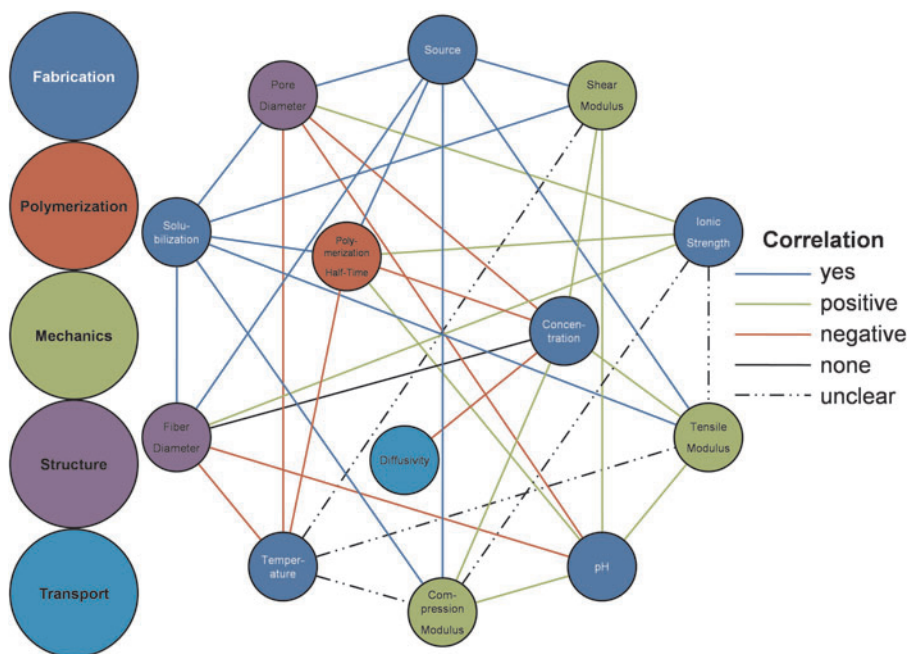 Fabrication
Polymerization
Mechanics
Structure
Transport
Source
Pore
Diameter
Shear
Modulus
Solu-
bilization
Poly-
merization
Half-Time
Ionic
Strength
Concen-
tration
Fiber
Diameter
Diffusivity
Tensile
Modulus
Temper-
ature
Com-
pression
Modulus
pH
Correlation
yes
positive
negative
none
unclear